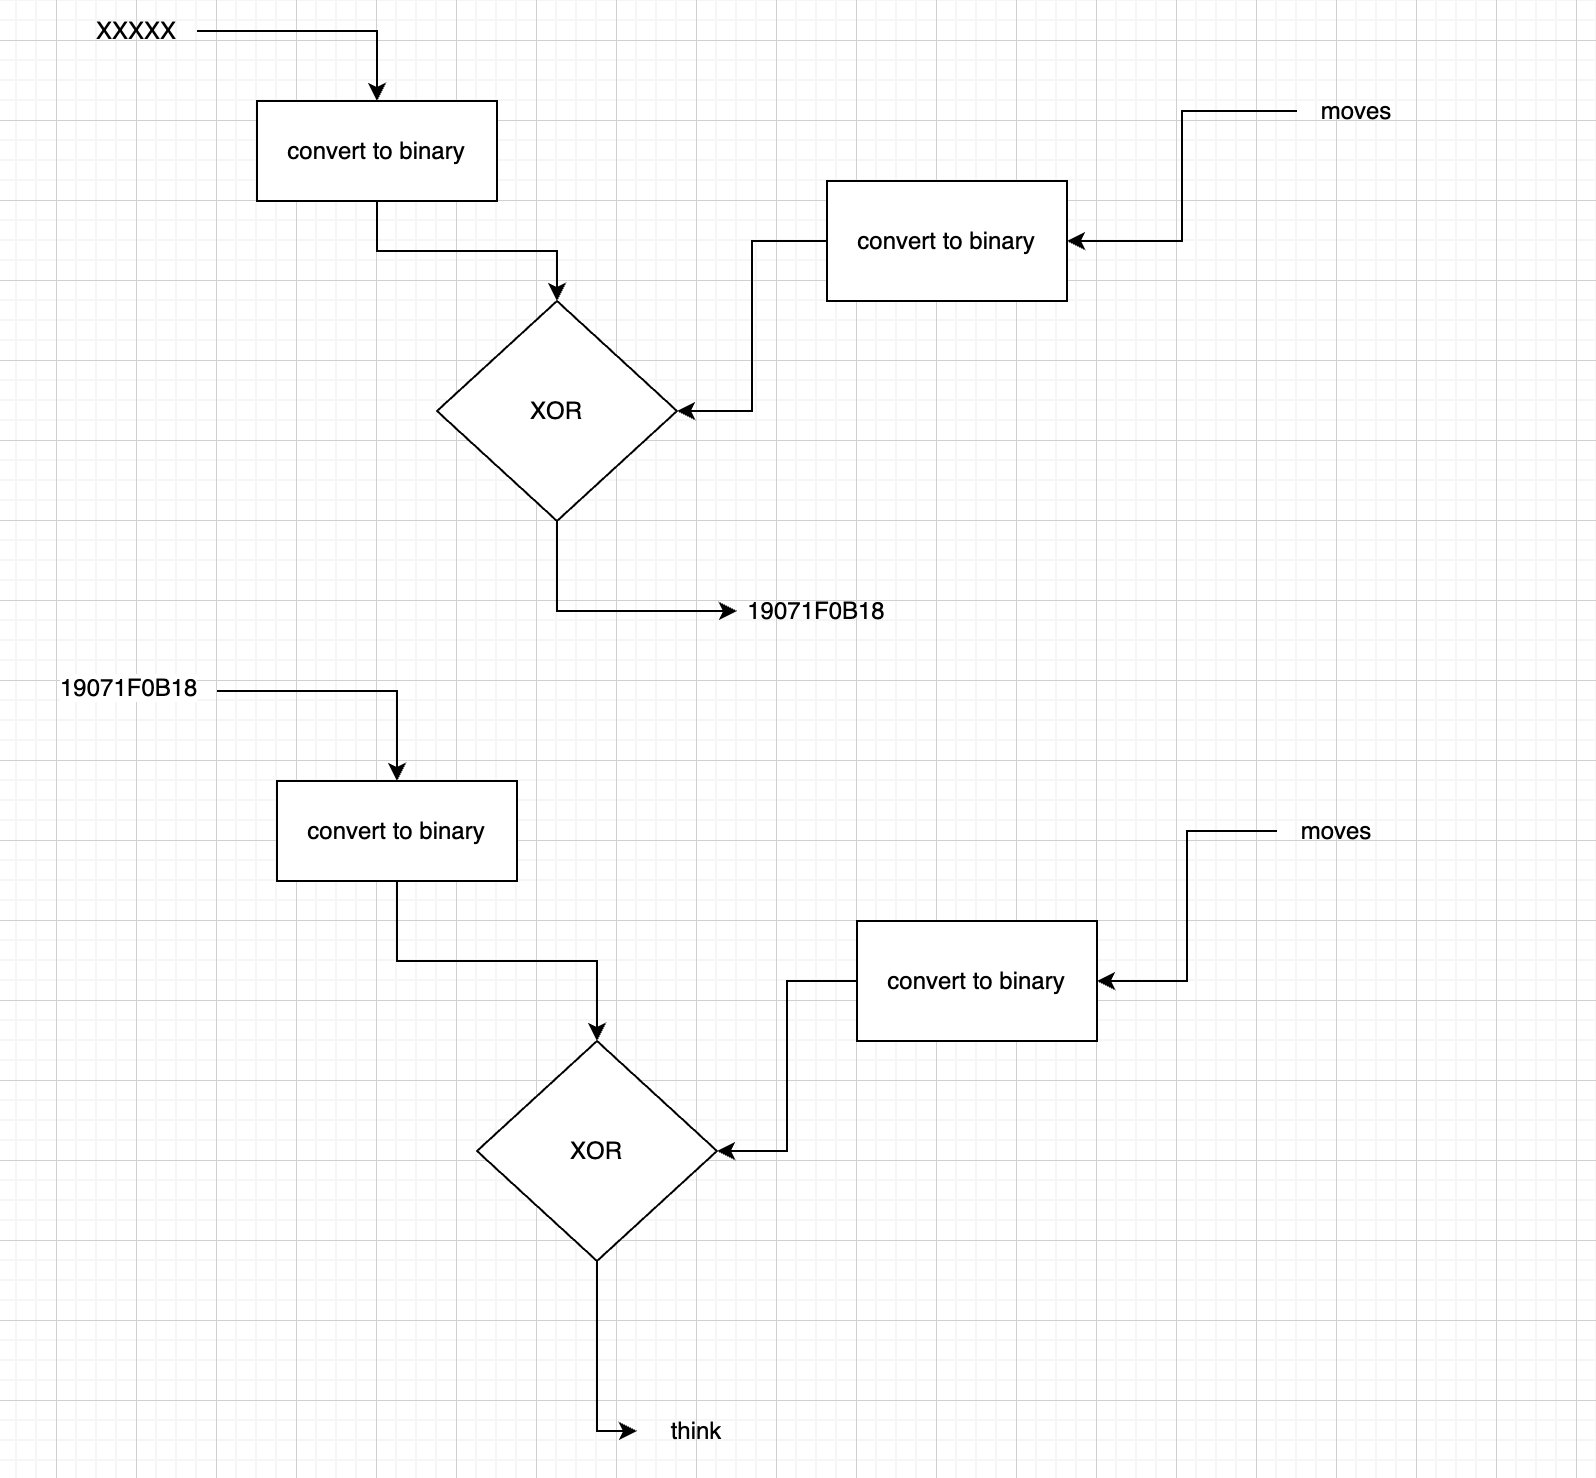 XXXXX
convert to binary
moves
convert to binary
XOR
19071F0B18
19071F0B18
convert to binary
moves
convert to binary
XOR
think